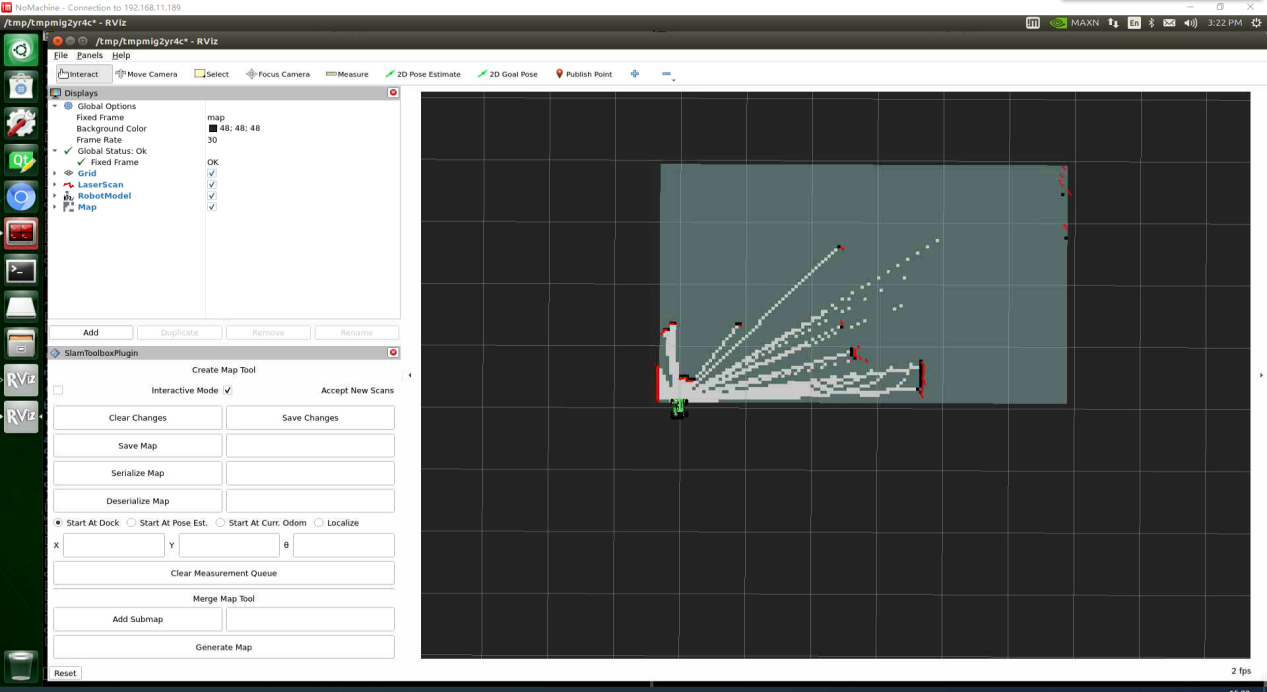 NoMachine - Connection to 192.168.11.189
/tmp/tmpmig2yr4c* - RViz
MAXN En 3:22 PM
/tmp/tmpmig2yr4c* - RViz
File Panels Help
Interact Move Camera Select Focus Camera Measure 2D Pose Estimate 2D Goal Pose Publish Point
Displays
Global Options
Fixed Frame map
Background Color 48; 48; 48
Frame Rate 30
Global Status: Ok
Fixed Frame OK
Grid
LaserScan
RobotModel
Map
Add Duplicate Remove Rename
SlamToolboxPlugin
Create Map Tool
Interactive Mode Accept New Scans
Clear Changes Save Changes
Save Map
Serialize Map
Deserialize Map
Start At Dock Start At Pose Est. Start At Curr. Odom Localize
X Y θ
Clear Measurement Queue
Merge Map Tool
Add Submap
Generate Map
Reset 2 fps
Qt
RViz
RViz